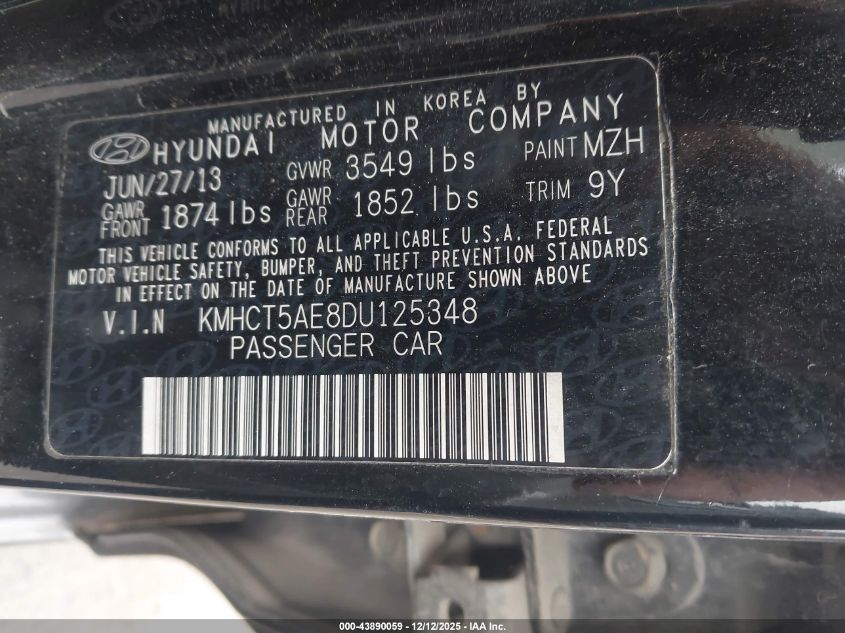 MANUFACTURED IN KOREA BY
HYUNDAI MOTOR COMPANY
JUN/27/13 GVWR 3549 lbs PAINT MZH
GAWR FRONT 1874 lbs GAWR REAR 1852 lbs TRIM 9Y
THIS VEHICLE CONFORMS TO ALL APPLICABLE U.S.A. FEDERAL
MOTOR VEHICLE SAFETY, BUMPER, AND THEFT PREVENTION STANDARDS
IN EFFECT ON THE DATE OF MANUFACTURE SHOWN ABOVE
V.I.N KMHCT5AE8DU125348
PASSENGER CAR
000-43890059 - 12/12/2025 - IAAI.COM